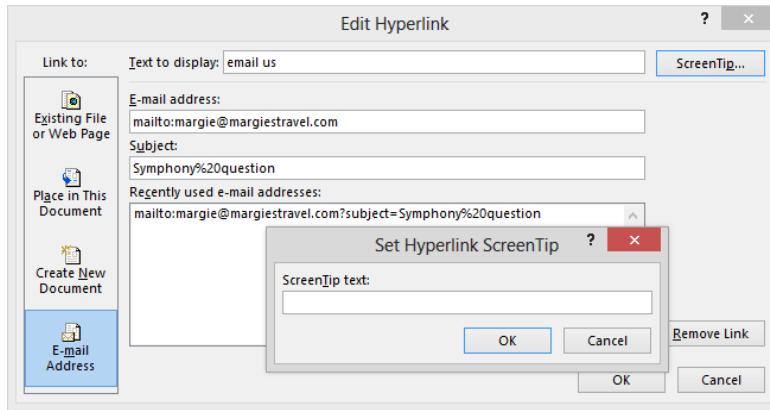 Edit Hyperlink
?
Link to:
Text to display: email us
ScreenTip...
Existing File
or Web Page
Place in This
Document
Create New
Document
E-mail
Address
E-mail address:
mailto:margie@margiestravel.com
Subject:
Symphony%20question
Recently used e-mail addresses:
mailto:margie@margiestravel.com?subject=Symphony%20question
Set Hyperlink ScreenTip
?
ScreenTip text:
OK
Cancel
Remove Link
OK
Cancel